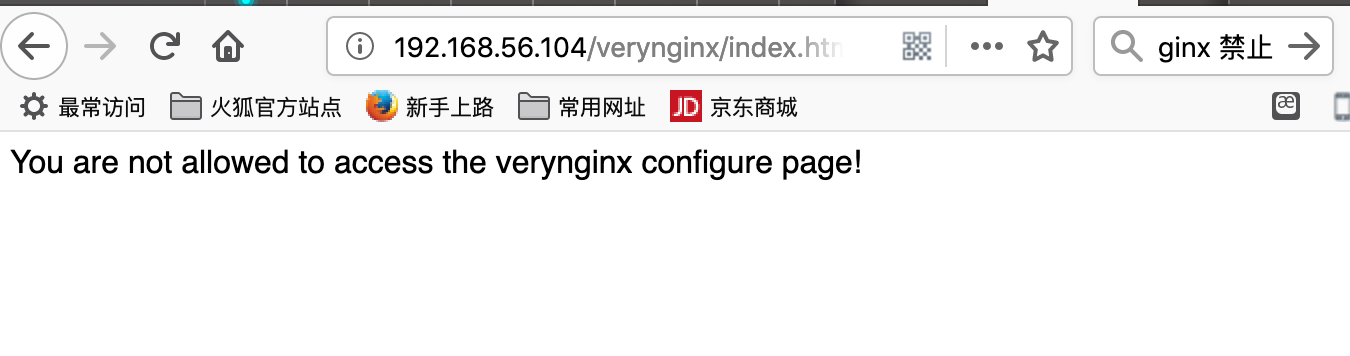 192.168.56.104/verynginx/index.htm
ginx 禁止
最常访问 火狐官方站点 新手上路 常用网址 JD 京东商城 æ
You are not allowed to access the verynginx configure page!